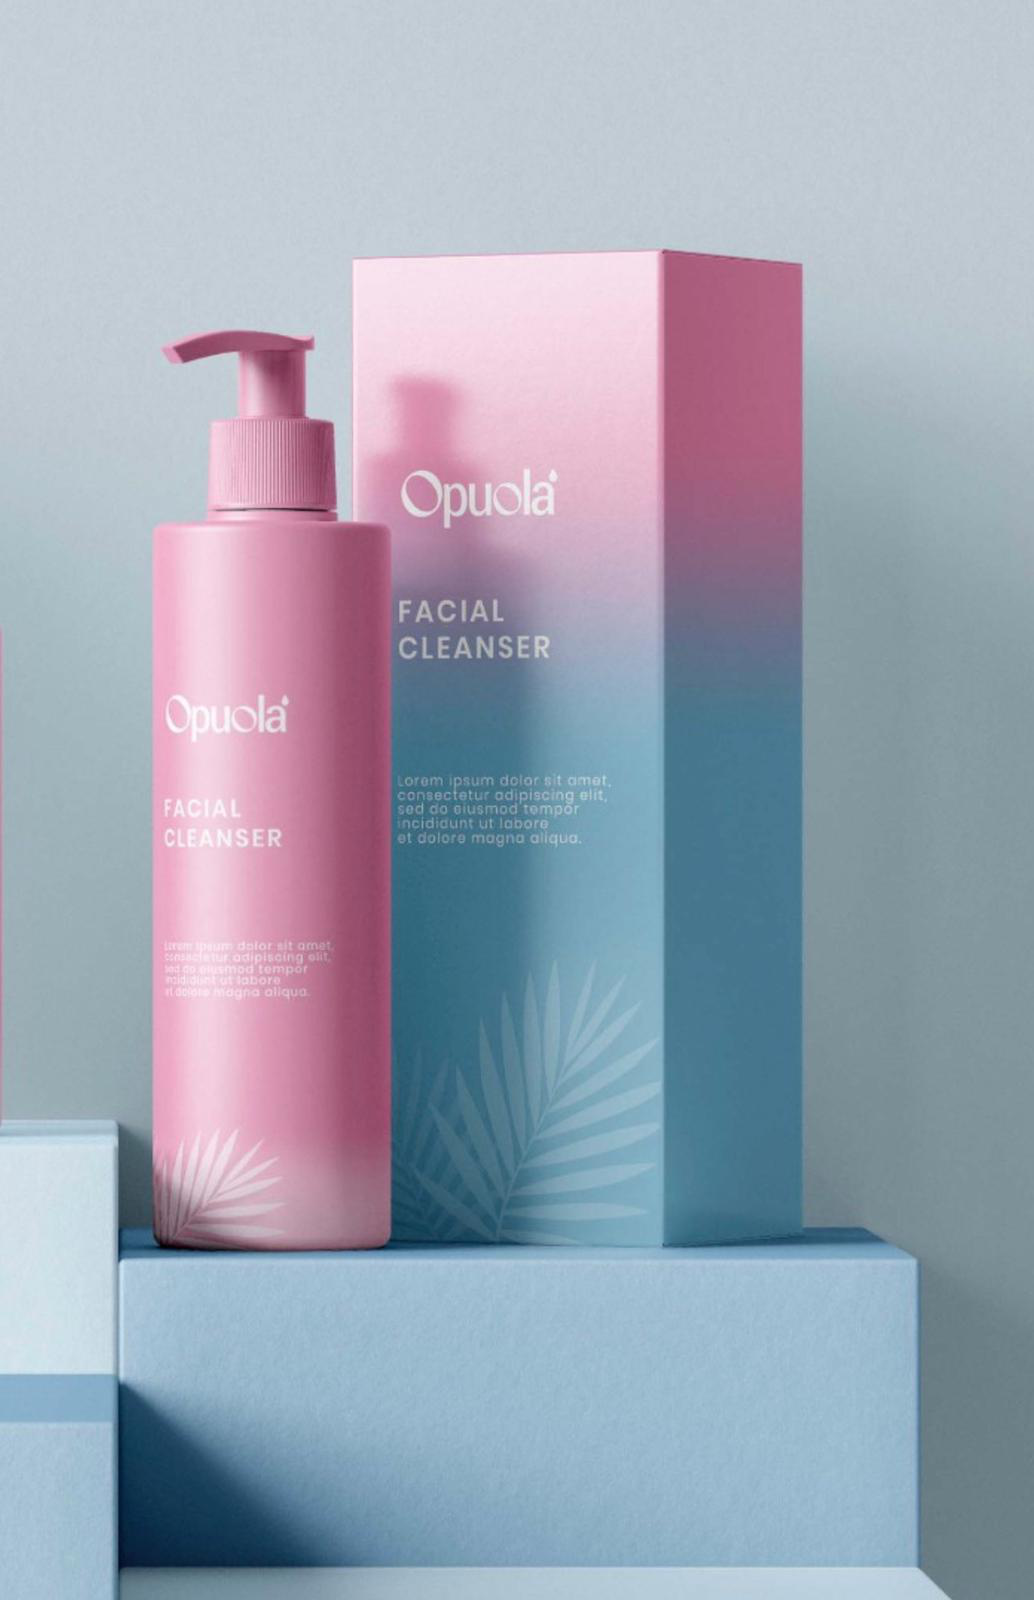 Opuola
FACIAL
CLEANSER
Lorem ipsum dolor sit amet,
consectetur adipiscing elit,
sed do eiusmod tempor
incididunt ut labore
et dolore magna aliqua.
Opuola
FACIAL
CLEANSER
Lorem ipsum dolor sit amet,
consectetur adipiscing elit,
sed do eiusmod tempor
incididunt ut labore
et dolore magna aliqua.